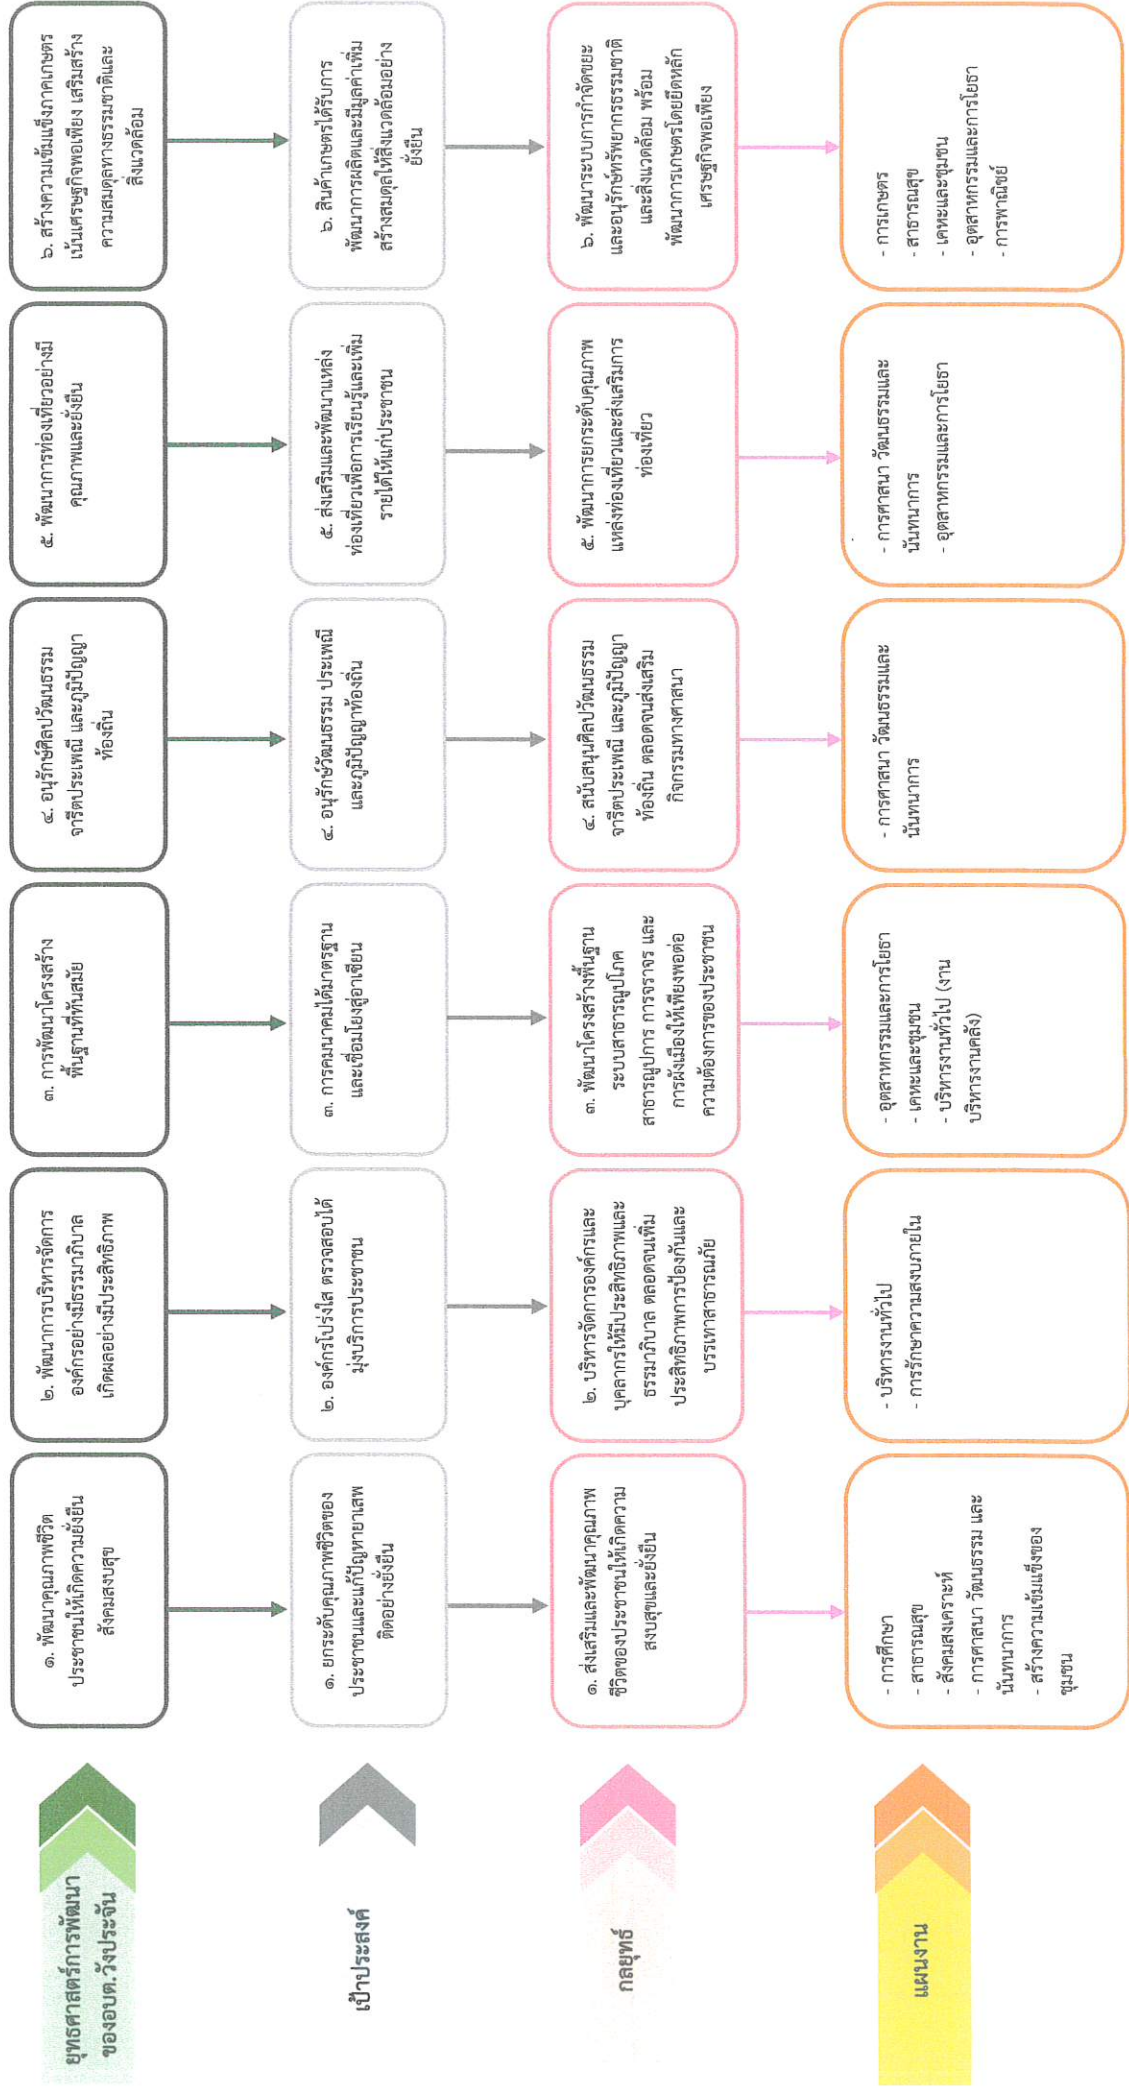 ยุทธศาสตร์การพัฒนา
ของอบต.วังประจัน
๑. พัฒนาคุณภาพชีวิต
ประชาชนให้เกิดความยั่งยืน
สังคมสงบสุข
๒. พัฒนาการบริหารจัดการ
องค์กรอย่างมีธรรมาภิบาล
เกิดผลอย่างมีประสิทธิภาพ
๓. การพัฒนาโครงสร้าง
พื้นฐานที่ทันสมัย
๔. อนุรักษ์ศิลปวัฒนธรรม
จารีตประเพณี และภูมิปัญญา
ท้องถิ่น
๕. พัฒนาการท่องเที่ยวอย่างมี
คุณภาพและยั่งยืน
๖. สร้างความเข้มแข็งภาคเกษตร
เน้นเศรษฐกิจพอเพียง เสริมสร้าง
ความสมดุลทางธรรมชาติและ
สิ่งแวดล้อม
เป้าประสงค์
๑. ยกระดับคุณภาพชีวิตของ
ประชาชนและแก้ปัญหายาเสพ
ติดอย่างยั่งยืน
๒. องค์กรโปร่งใส ตรวจสอบได้
มุ่งบริการประชาชน
๓. การคมนาคมได้มาตรฐาน
และเชื่อมโยงสู่อาเซียน
๔. อนุรักษ์วัฒนธรรม ประเพณี
และภูมิปัญญาท้องถิ่น
๕. ส่งเสริมและพัฒนาแหล่ง
ท่องเที่ยวเพื่อการเรียนรู้และเพิ่ม
รายได้ให้แก่ประชาชน
๖. สินค้าเกษตรได้รับการ
พัฒนาการผลิตและมีมูลค่าเพิ่ม
สร้างสมดุลให้สิ่งแวดล้อมอย่าง
ยั่งยืน
กลยุทธ์
๑. ส่งเสริมและพัฒนาคุณภาพ
ชีวิตของประชาชนให้เกิดความ
สงบสุขและยั่งยืน
๒. บริหารจัดการองค์กรและ
บุคลากรให้มีประสิทธิภาพและ
ธรรมาภิบาล ตลอดจนเพิ่ม
ประสิทธิภาพการป้องกันและ
บรรเทาสาธารณภัย
๓. พัฒนาโครงสร้างพื้นฐาน
ระบบสาธารณูปโภค
สาธารณูปการ การจราจร และ
การผังเมืองให้เพียงพอต่อ
ความต้องการของประชาชน
๔. สนับสนุนศิลปวัฒนธรรม
จารีตประเพณี และภูมิปัญญา
ท้องถิ่น ตลอดจนส่งเสริม
กิจกรรมทางศาสนา
๕. พัฒนาการยกระดับคุณภาพ
แหล่งท่องเที่ยวและส่งเสริมการ
ท่องเที่ยว
๖. พัฒนาระบบการกำจัดขยะ
และอนุรักษ์ทรัพยากรธรรมชาติ
และสิ่งแวดล้อม พร้อม
พัฒนาการเกษตรโดยยึดหลัก
เศรษฐกิจพอเพียง
แผนงาน
- การศึกษา
- สาธารณสุข
- สังคมสงเคราะห์
- การศาสนา วัฒนธรรม และ
นันทนาการ
- สร้างความเข้มแข็งของ
ชุมชน
- บริหารงานทั่วไป
- การรักษาความสงบภายใน
- อุตสาหกรรมและการโยธา
- เคหะและชุมชน
- บริหารงานทั่วไป (งาน
บริหารงานคลัง)
- การศาสนา วัฒนธรรมและ
นันทนาการ
- การศาสนา วัฒนธรรมและ
นันทนาการ
- อุตสาหกรรมและการโยธา
- การเกษตร
- สาธารณสุข
- เคหะและชุมชน
- อุตสาหกรรมและการโยธา
- การพาณิชย์